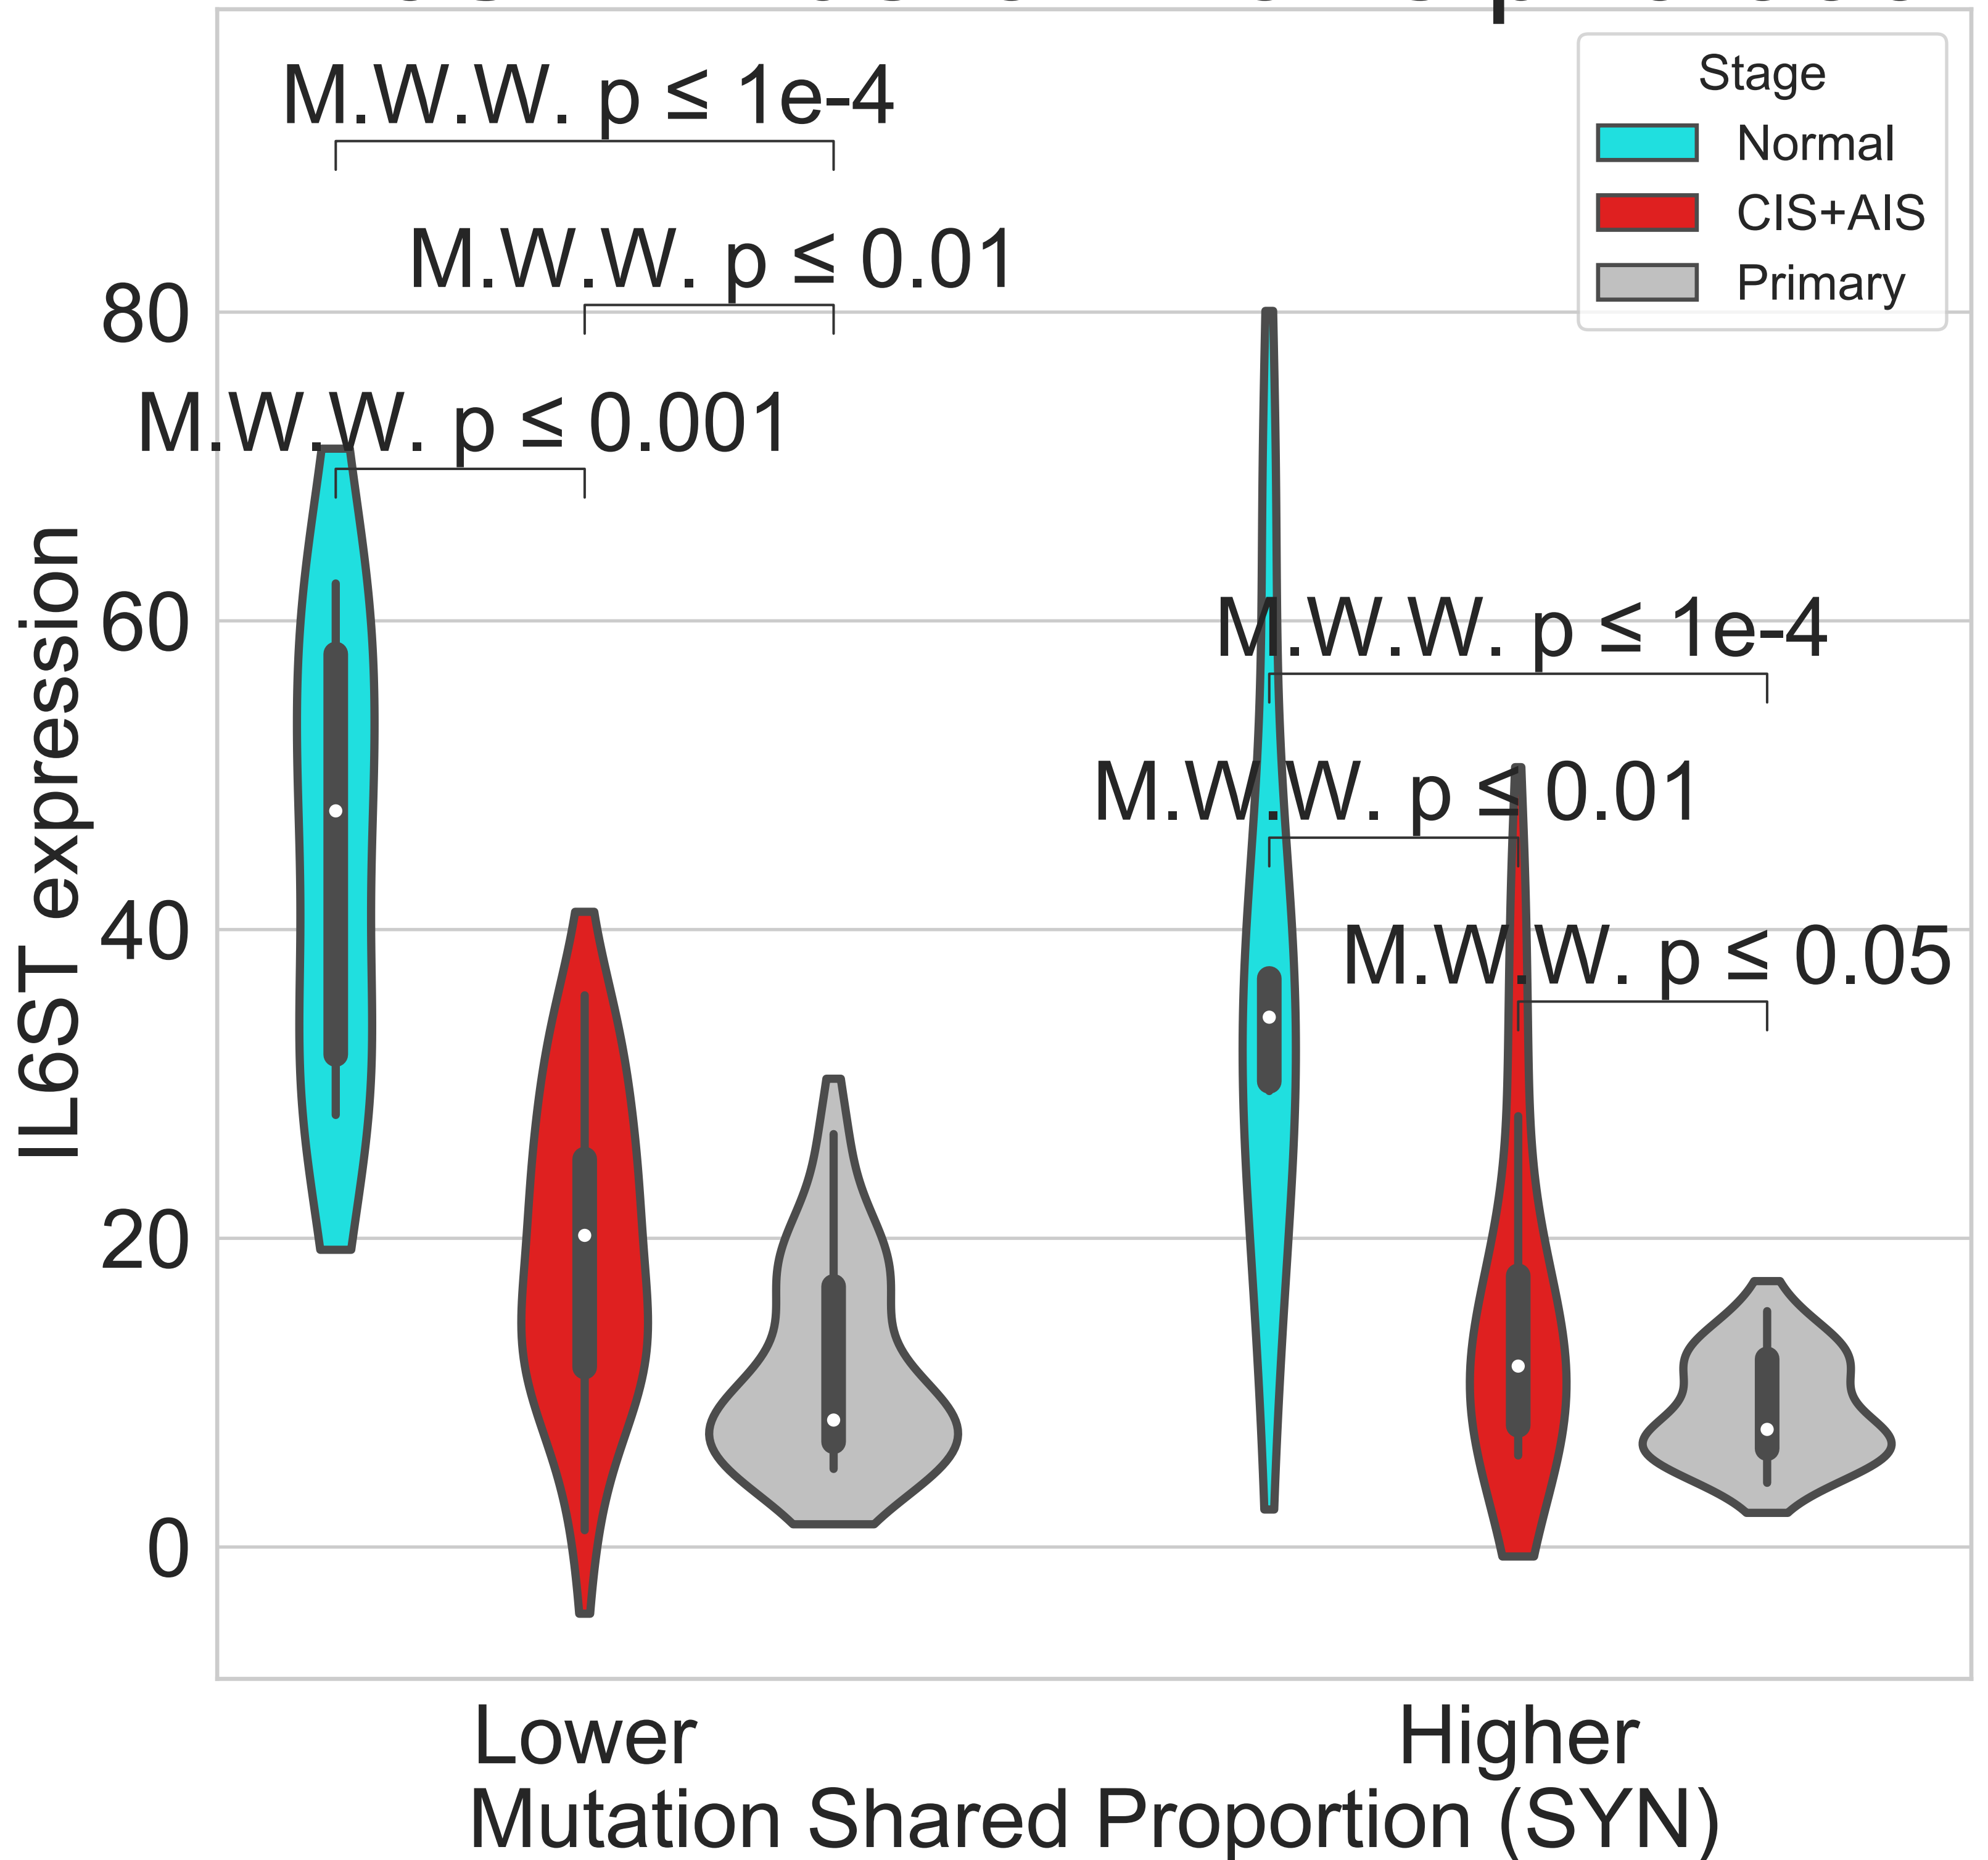 Stage
Normal
CIS+AIS
Primary
M.W.W. p ≤ 1e-4
M.W.W. p ≤ 0.01
M.W.W. p ≤ 0.001
M.W.W. p ≤ 1e-4
M.W.W. p ≤ 0.01
M.W.W. p ≤ 0.05
IL6ST expression
80
60
40
20
0
Lower
Higher
Mutation Shared Proportion (SYN)